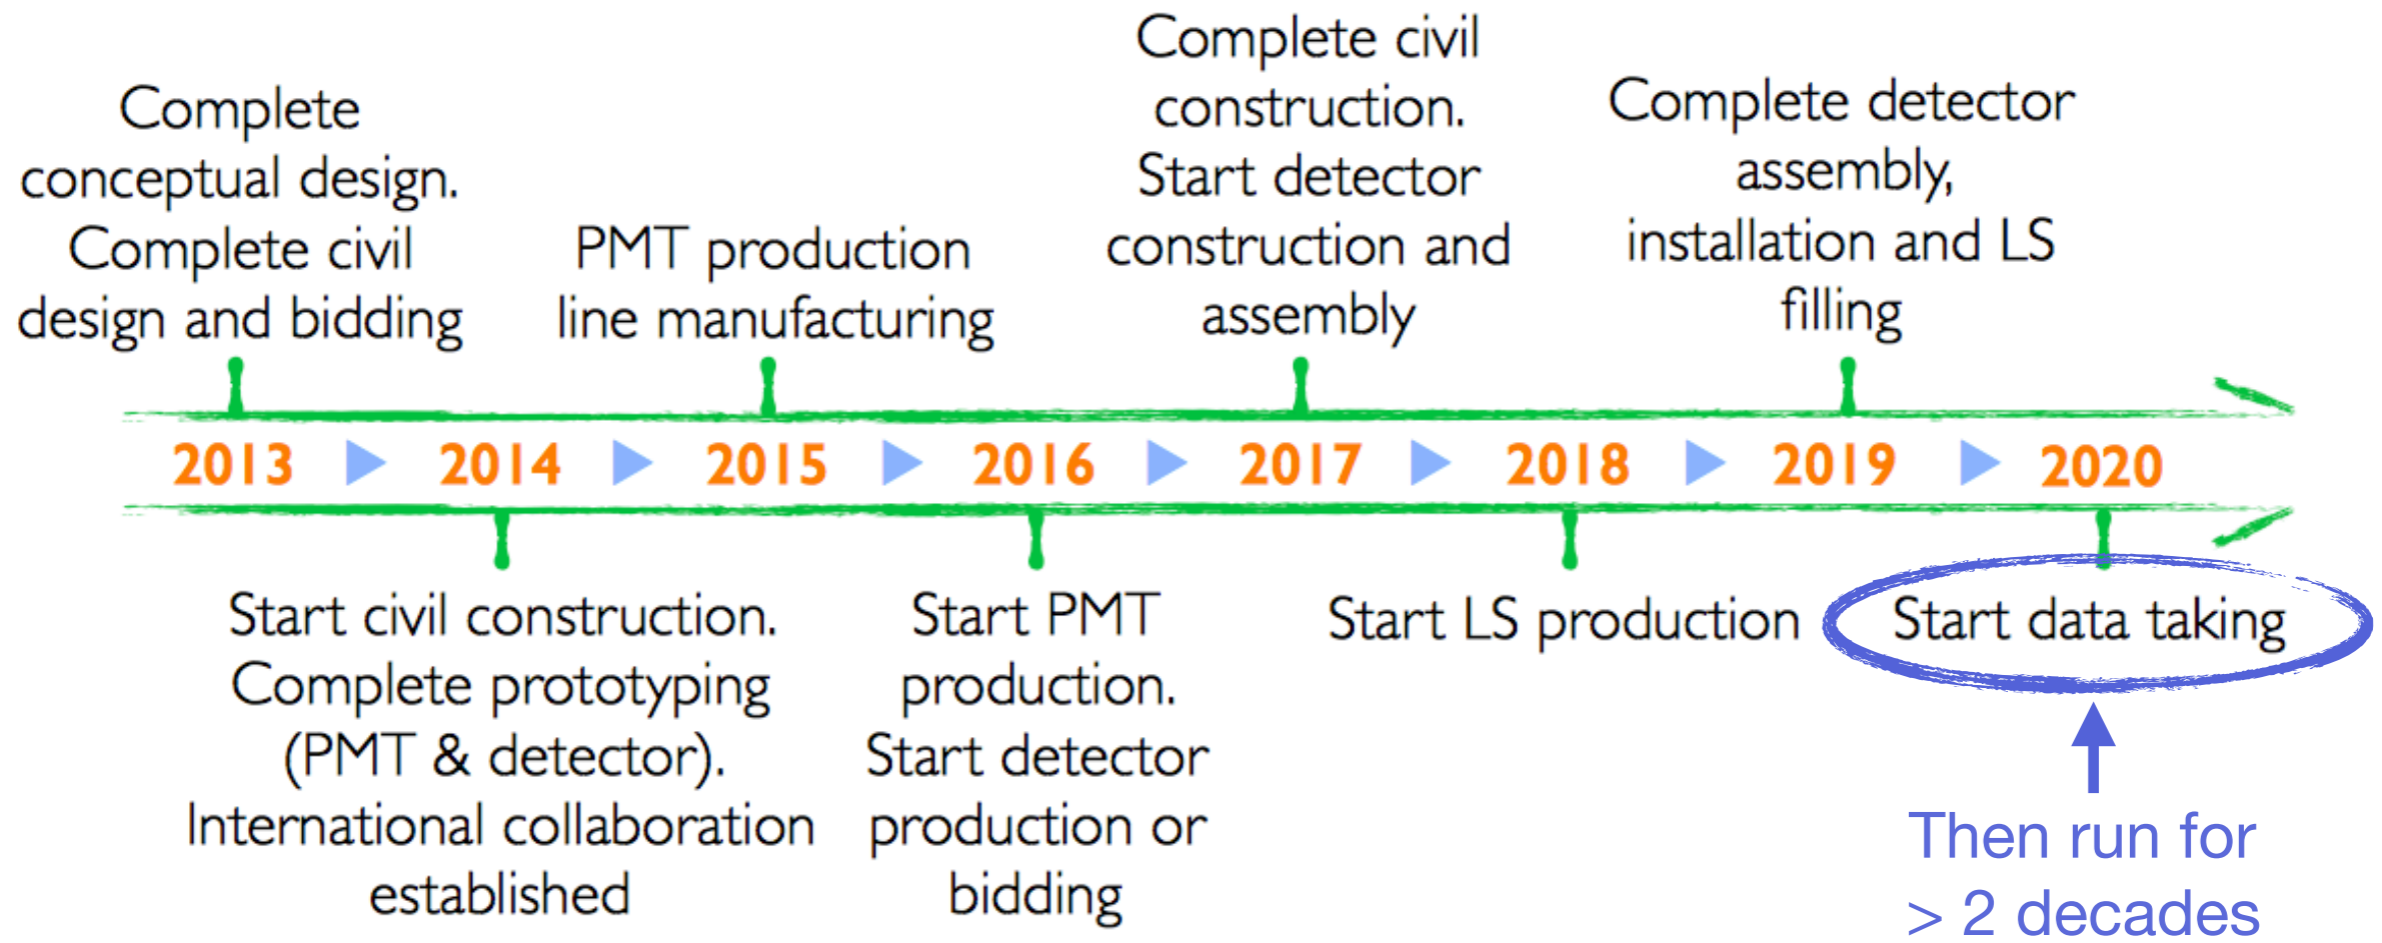 Complete
conceptual design.
Complete civil
design and bidding
PMT production
line manufacturing
Complete civil
construction.
Start detector
construction and
assembly
Complete detector
assembly,
installation and LS
filling
2013 2014 2015 2016 2017 2018 2019 2020
Start civil construction.
Complete prototyping
(PMT & detector).
International collaboration
established
Start PMT
production.
Start detector
production or
bidding
Start LS production
Start data taking
Then run for
> 2 decades